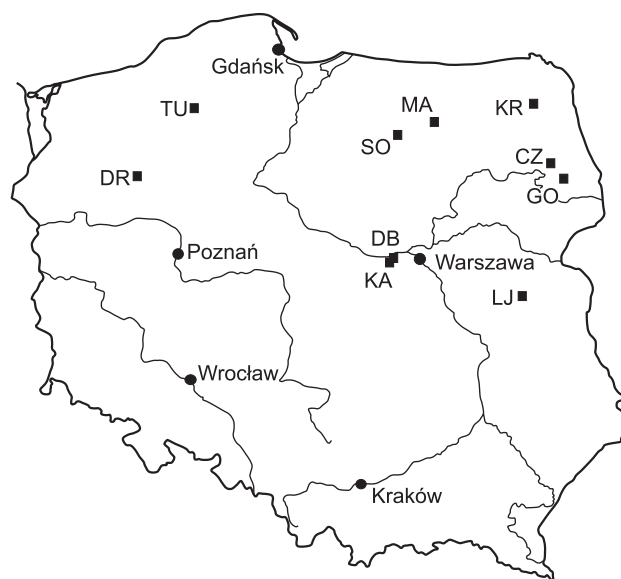 Gdańsk
TU
MA
KR
SO
CZ
DR
GO
DB
Poznań
Warszawa
KA
LJ
Wrocław
Kraków